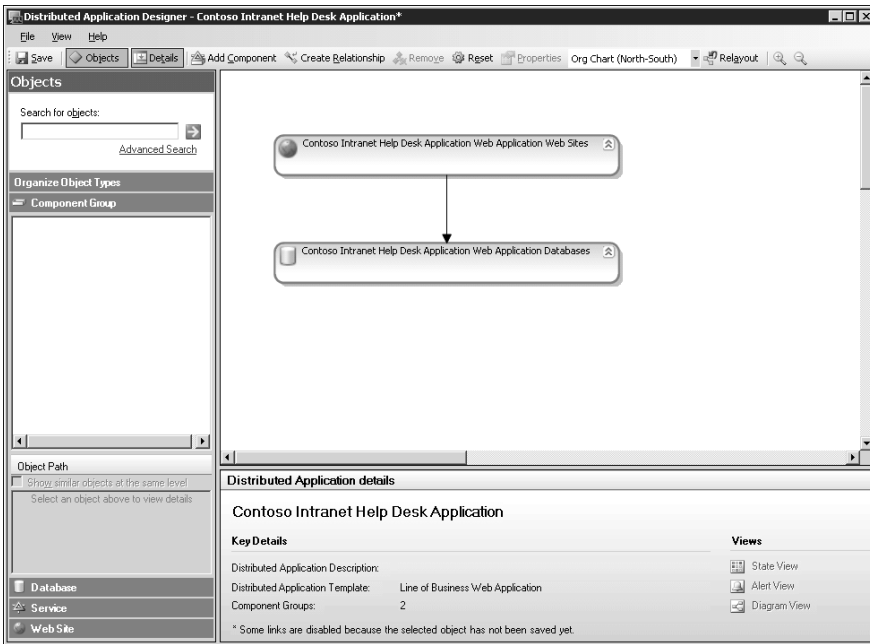 Distributed Application Designer - Contoso Intranet Help Desk Application*
File View Help
Save Objects Details Add Component Create Relationship Remove Reset Properties Org Chart (North-South) Relayout
Objects
Search for objects:
Advanced Search
Organize Object Types
Component Group
Object Path
Show similar objects at the same level
Select an object above to view details
Database
Service
Web Site
Contoso Intranet Help Desk Application Web Application Web Sites
Contoso Intranet Help Desk Application Web Application Databases
Distributed Application details
Contoso Intranet Help Desk Application
Key Details
Distributed Application Description:
Distributed Application Template: Line of Business Web Application
Component Groups: 2
* Some links are disabled because the selected object has not been saved yet.
Views
State View
Alert View
Diagram View